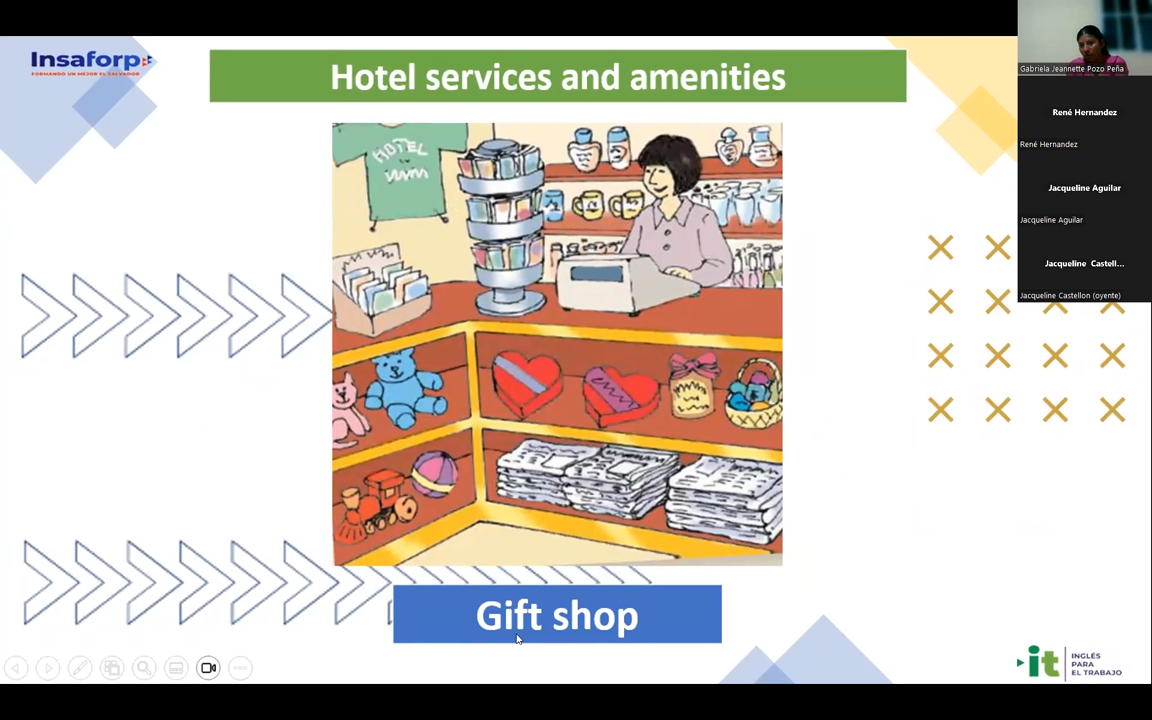 Insaforp
FORMANDO UN MEJOR EL SALVADOR
Hotel services and amenities
HOTEL
Gift shop
it
INGLÉS
PARA
EL TRABAJO
Gabriela Jeannette Pozo Peña
René Hernandez
René Hernandez
Jacqueline Aguilar
Jacqueline Aguilar
Jacqueline Castell...
Jacqueline Castellon (oyente)